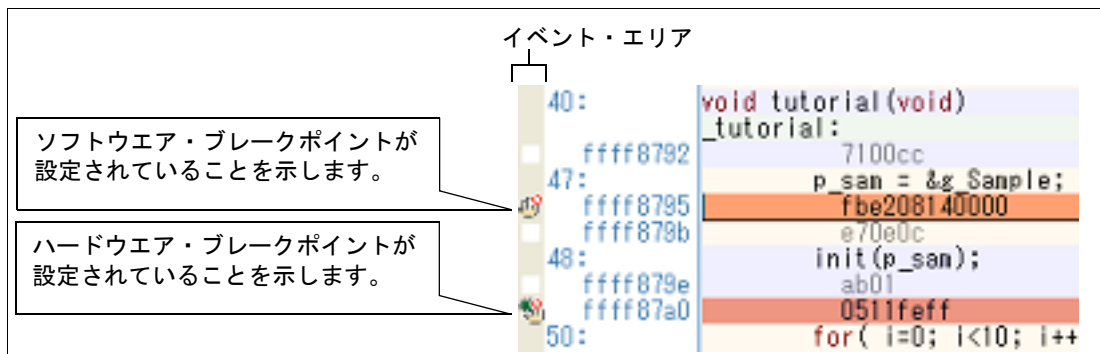 イベント・エリア
40: void tutorial(void)
_tutorial:
ソフトウエア・ブレークポイントが
設定されていることを示します。
ffff8792 7100cc
47: p_sam = &g_Sample;
ffff8795 fbe208140000
ffff879b e70e0c
ハードウエア・ブレークポイントが
設定されていることを示します。
48: init(p_sam);
ffff879e ab01
ffff87a0 0511feff
50: for( i=0; i<10; i++